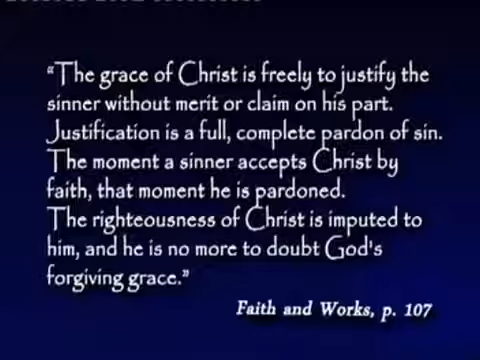 “The grace of Christ is freely to justify the
sinner without merit or claim on his part.
Justification is a full, complete pardon of sin.
The moment a sinner accepts Christ by
faith, that moment he is pardoned.
The righteousness of Christ is imputed to
him, and he is no more to doubt God's
forgiving grace.”
Faith and Works, p. 107